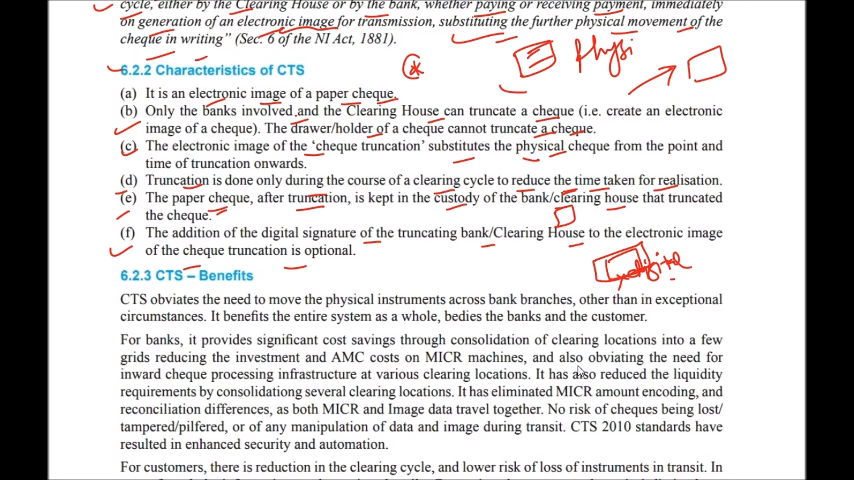 cycle, either by the Clearing House or by the bank, whether paying or receiving payment, immediately
on generation of an electronic image for transmission, substituting the further physical movement of the
cheque in writing” (Sec. 6 of the NI Act, 1881).
Physi
6.2.2 Characteristics of CTS
(a) It is an electronic image of a paper cheque.
(b) Only the banks involved and the Clearing House can truncate a cheque (i.e. create an electronic
image of a cheque). The drawer/holder of a cheque cannot truncate a cheque.
(c) The electronic image of the ‘cheque truncation’ substitutes the physical cheque from the point and
time of truncation onwards.
(d) Truncation is done only during the course of a clearing cycle to reduce the time taken for realisation.
(e) The paper cheque, after truncation, is kept in the custody of the bank/clearing house that truncated
the cheque.
(f) The addition of the digital signature of the truncating bank/Clearing House to the electronic image
of the cheque truncation is optional.
6.2.3 CTS – Benefits
CTS obviates the need to move the physical instruments across bank branches, other than in exceptional
circumstances. It benefits the entire system as a whole, bedies the banks and the customer.
For banks, it provides significant cost savings through consolidation of clearing locations into a few
grids reducing the investment and AMC costs on MICR machines, and also obviating the need for
inward cheque processing infrastructure at various clearing locations. It has also reduced the liquidity
requirements by consolidationg several clearing locations. It has eliminated MICR amount encoding, and
reconciliation differences, as both MICR and Image data travel together. No risk of cheques being lost/
tampered/pilfered, or of any manipulation of data and image during transit. CTS 2010 standards have
resulted in enhanced security and automation.
For customers, there is reduction in the clearing cycle, and lower risk of loss of instruments in transit. In